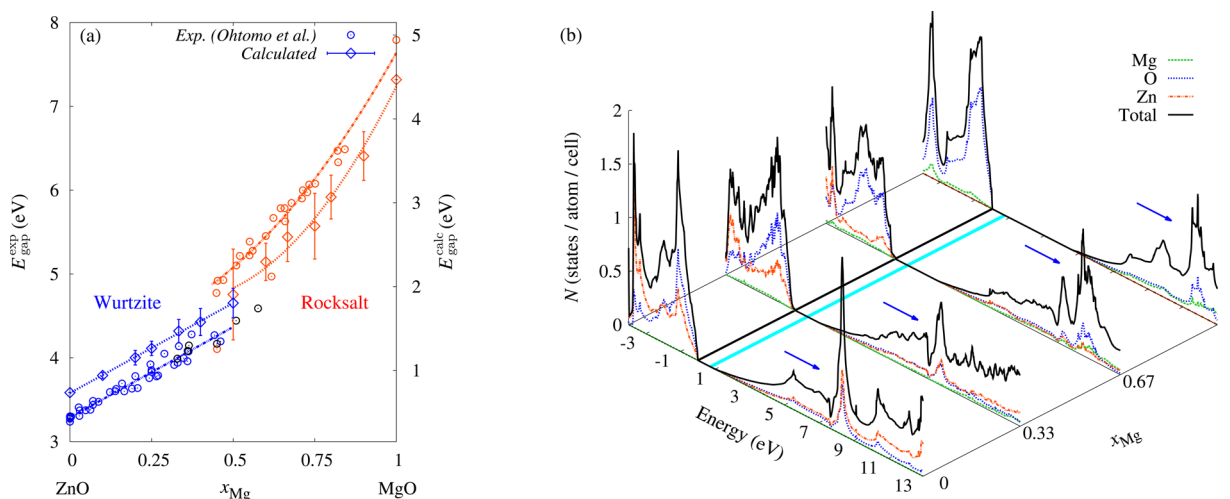 (a)
Exp. (Ohtomo et al.)
Calculated
8
7
6
5
4
3
E_gap^exp (eV)
5
4
3
2
1
0
E_gap^calc (eV)
Wurtzite
Rocksalt
0 0.25 0.5 0.75 1
ZnO x_Mg MgO
(b)
Mg
O
Zn
Total
2
1.5
1
0.5
0
N (states / atom / cell)
-3 -1 1 3 5 7 9 11 13
Energy (eV)
0 0.33 0.67
x_Mg